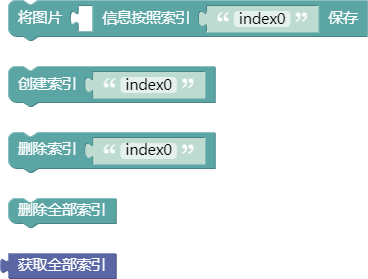 将图片 信息按照索引 “ index0 ” 保存
创建索引 “ index0 ”
删除索引 “ index0 ”
删除全部索引
获取全部索引